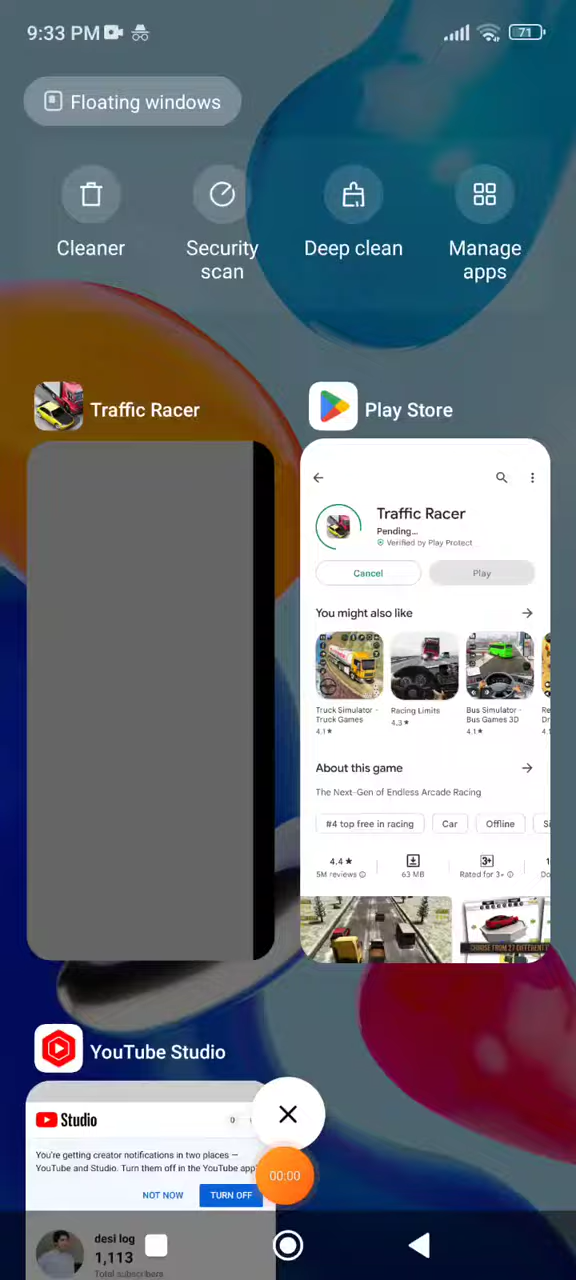 9:33 PM
71
Floating windows
Cleaner
Security scan
Deep clean
Manage apps
Traffic Racer
Play Store
Traffic Racer
Pending...
Verified by Play Protect
Cancel
Play
You might also like
Truck Simulator - Truck Games
4.1★
Racing Limits
4.3★
Bus Simulator - Bus Games 3D
4.1★
About this game
The Next-Gen of Endless Arcade Racing
#4 top free in racing
Car
Offline
4.4 ★
5M reviews
63 MB
3+
Rated for 3+
CHOOSE FROM 27 DIFFERENT
YouTube Studio
Studio
0
You're getting creator notifications in two places —
YouTube and Studio. Turn them off in the YouTube app
NOT NOW
TURN OFF
00:00
desi log
1,113
Total subscribers